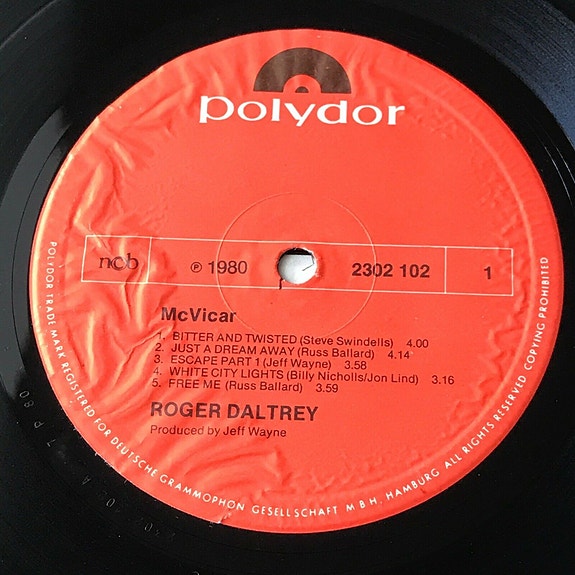 polydor
ncb ℗ 1980 2302 102 1
McVicar
1. BITTER AND TWISTED (Steve Swindells) 4.00
2. JUST A DREAM AWAY (Russ Ballard) 4.14
3. ESCAPE PART 1 (Jeff Wayne) 3.58
4. WHITE CITY LIGHTS (Billy Nicholls/Jon Lind) 3.16
5. FREE ME (Russ Ballard) 3.59
ROGER DALTREY
Produced by Jeff Wayne
POLYDOR TRADE MARK REGISTERED FOR DEUTSCHE GRAMMOPHON GESELLSCHAFT M B H, HAMBURG ALL RIGHTS RESERVED COPYING PROHIBITED